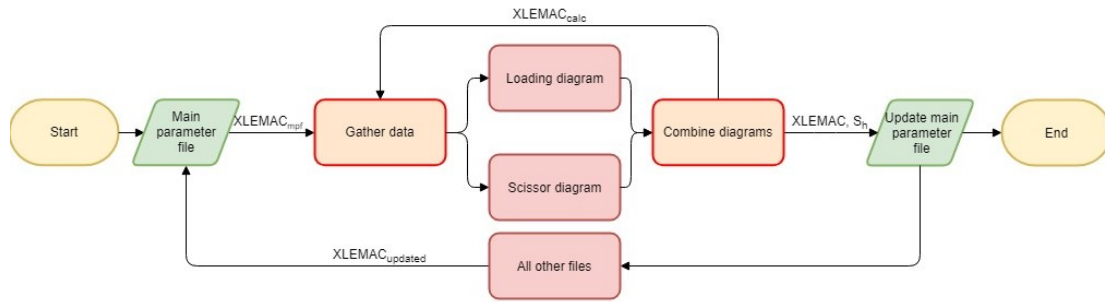 XLEMAC_calc
Loading diagram
Start
Main
parameter
file
XLEMAC_mpf
Gather data
Combine diagrams
XLEMAC, S_h
Update main
parameter
file
End
Scissor diagram
XLEMAC_updated
All other files